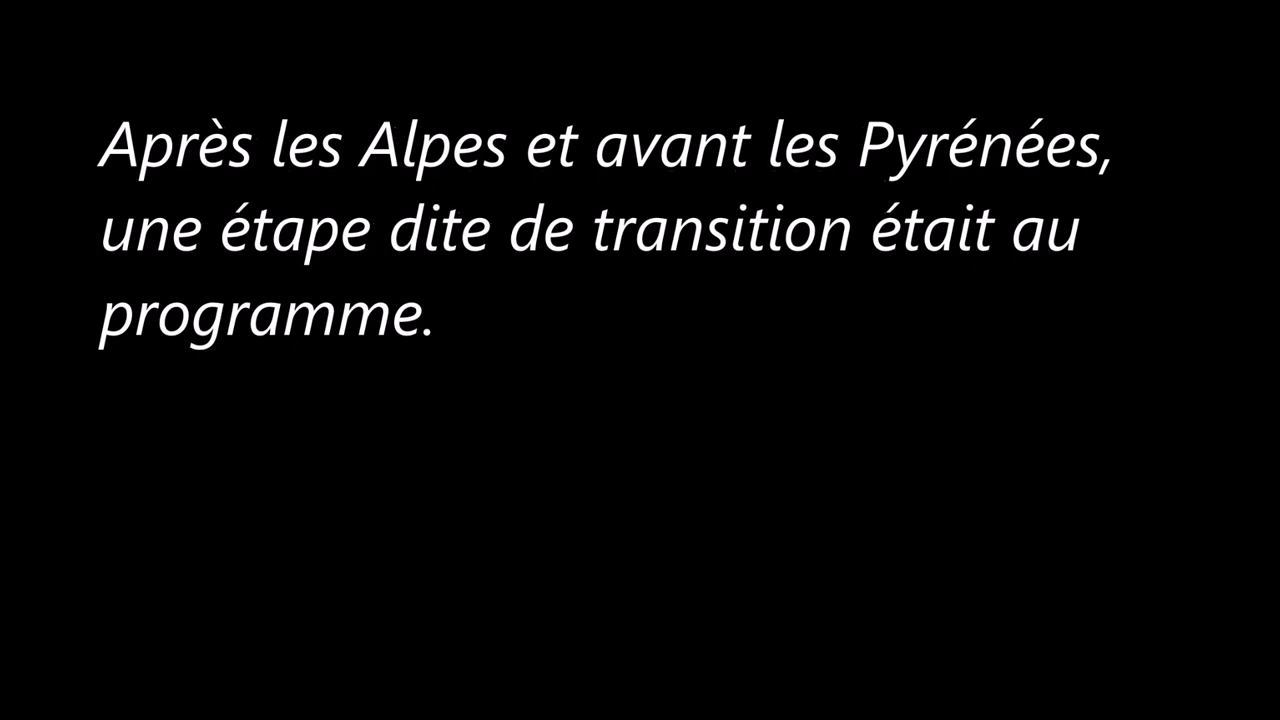 Après les Alpes et avant les Pyrénées,
une étape dite de transition était au
programme.